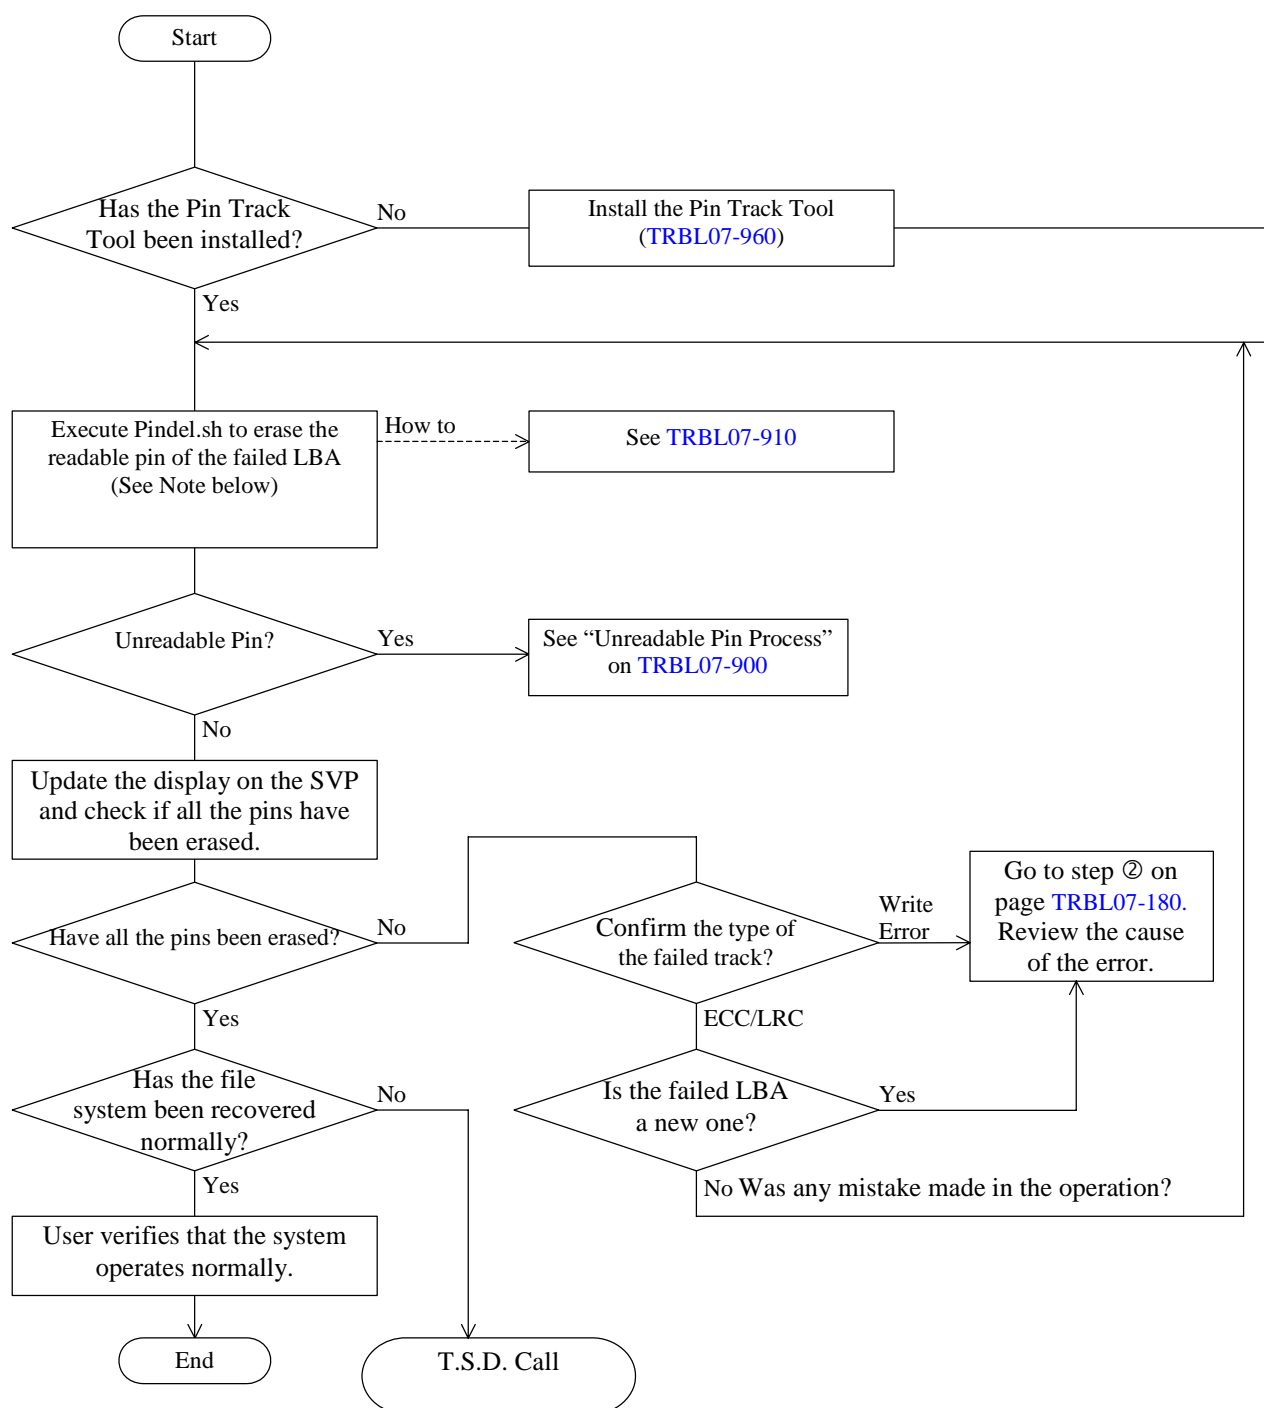 Start
Has the Pin Track
Tool been installed?
No
Install the Pin Track Tool
(TRBL07-960)
Yes
Execute Pindel.sh to erase the
readable pin of the failed LBA
(See Note below)
How to
See TRBL07-910
Unreadable Pin?
Yes
See “Unreadable Pin Process”
on TRBL07-900
No
Update the display on the SVP
and check if all the pins have
been erased.
Have all the pins been erased?
No
Confirm the type of
the failed track?
Write
Error
Go to step ② on
page TRBL07-180.
Review the cause
of the error.
Yes
ECC/LRC
Has the file
system been recovered
normally?
No
Is the failed LBA
a new one?
Yes
Yes
No Was any mistake made in the operation?
User verifies that the system
operates normally.
End
T.S.D. Call